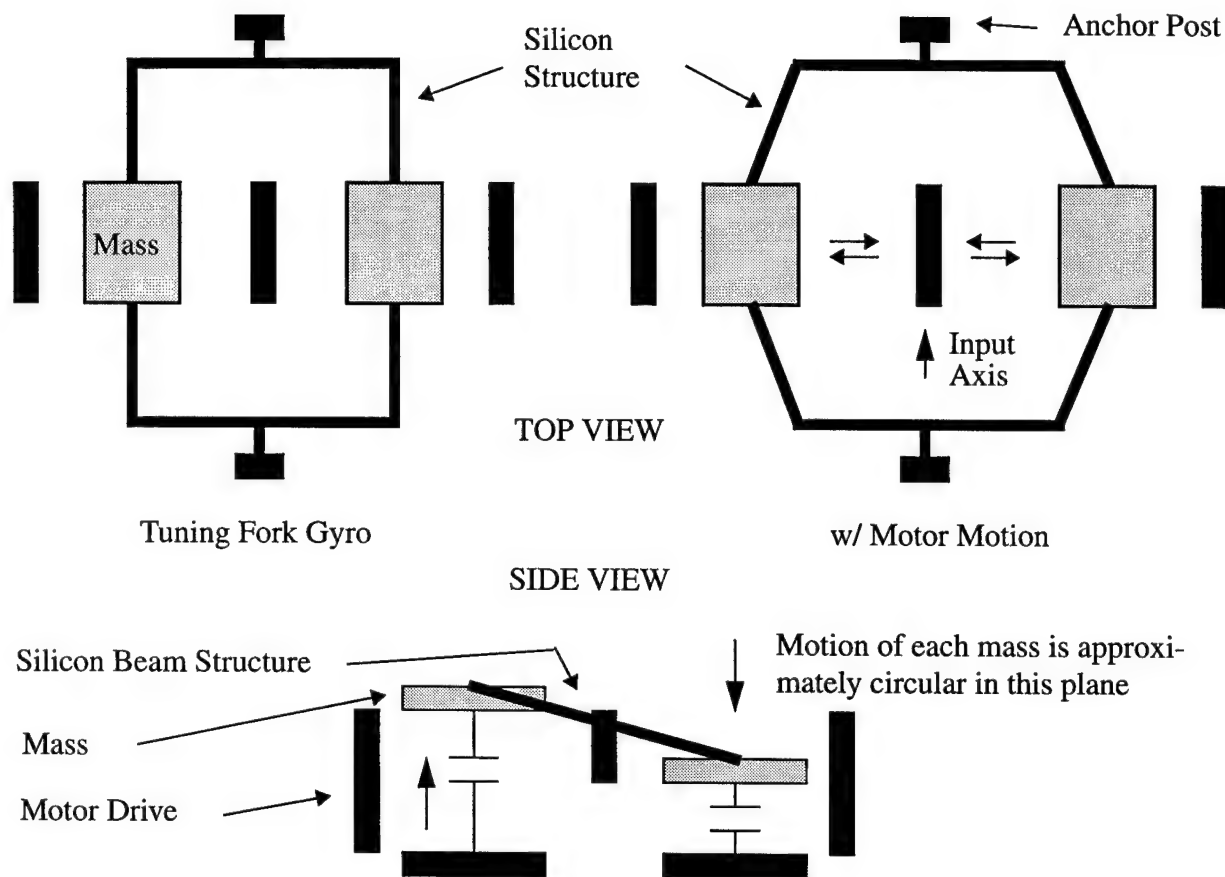 Silicon
Structure
Anchor Post
Mass
Input
Axis
TOP VIEW
Tuning Fork Gyro
w/ Motor Motion
SIDE VIEW
Silicon Beam Structure
Motion of each mass is approxi-
mately circular in this plane
Mass
Motor Drive